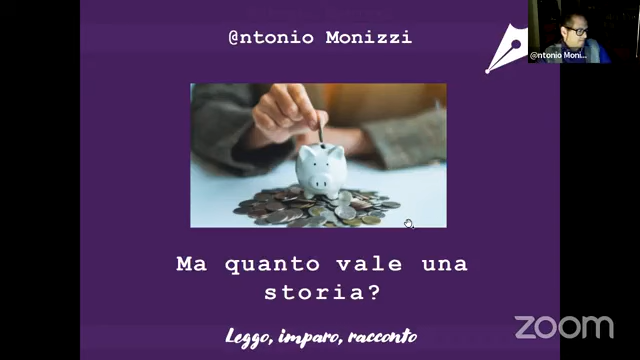 @ntonio Monizzi
@ntonio Moni...
Ma quanto vale una
storia?
Leggo, imparo, racconto
zoom